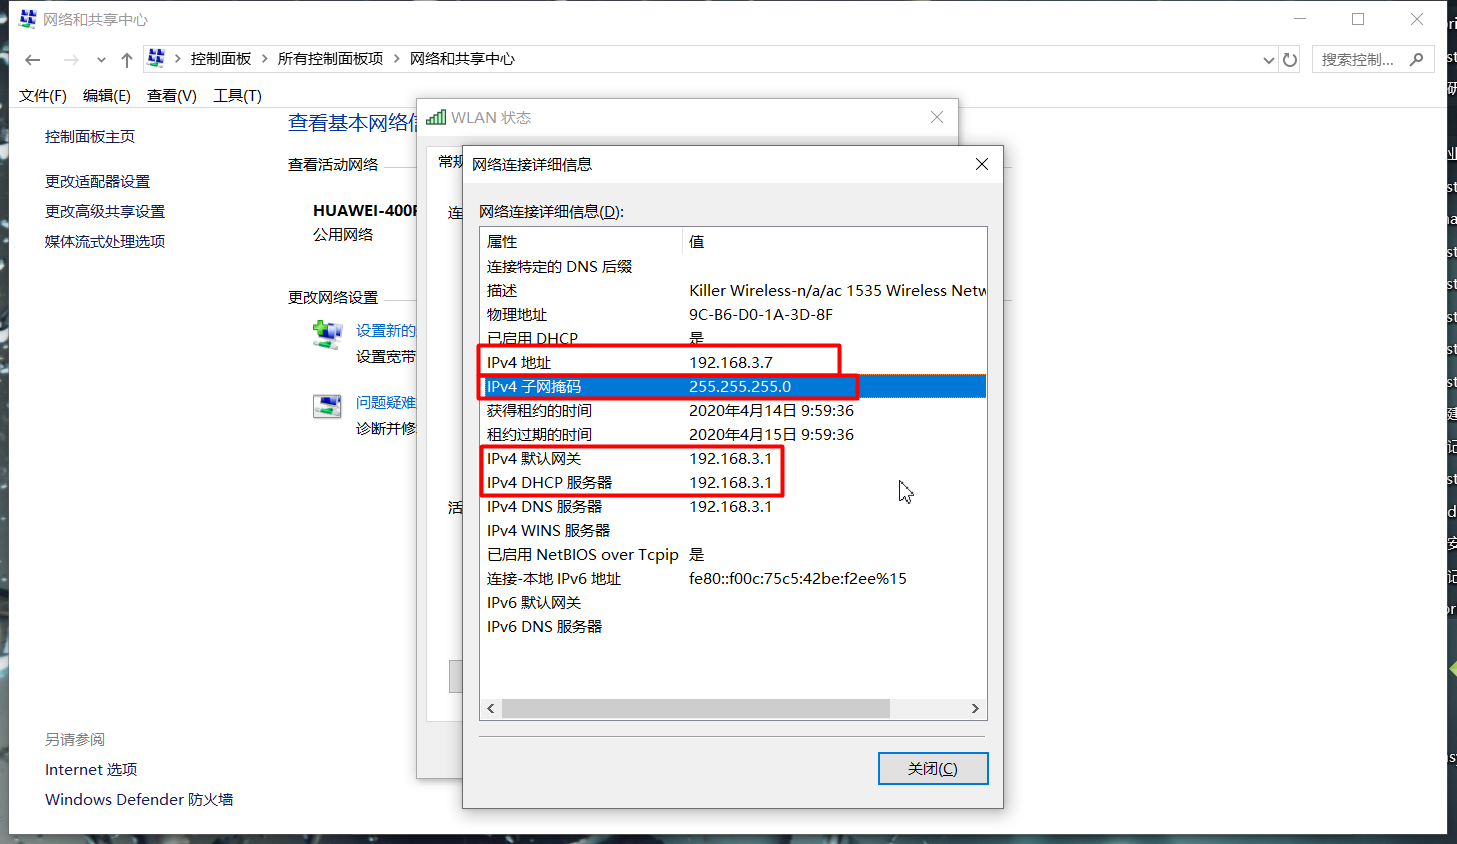 网络和共享中心
控制面板 > 所有控制面板项 > 网络和共享中心
搜索控制...
文件(F) 编辑(E) 查看(V) 工具(T)
控制面板主页
更改适配器设置
更改高级共享设置
媒体流式处理选项
另请参阅
Internet 选项
Windows Defender 防火墙
查看基本网络信
查看活动网络
HUAWEI-400
公用网络
更改网络设置
设置新的
设置宽带
问题疑难
诊断并修
WLAN 状态
常规
连
活
网络连接详细信息
网络连接详细信息(D):
属性 值
连接特定的 DNS 后缀
描述 Killer Wireless-n/a/ac 1535 Wireless Netw
物理地址 9C-B6-D0-1A-3D-8F
已启用 DHCP 是
IPv4 地址 192.168.3.7
IPv4 子网掩码 255.255.255.0
获得租约的时间 2020年4月14日 9:59:36
租约过期的时间 2020年4月15日 9:59:36
IPv4 默认网关 192.168.3.1
IPv4 DHCP 服务器 192.168.3.1
IPv4 DNS 服务器 192.168.3.1
IPv4 WINS 服务器
已启用 NetBIOS over Tcpip 是
连接-本地 IPv6 地址 fe80::f00c:75c5:42be:f2ee%15
IPv6 默认网关
IPv6 DNS 服务器
关闭(C)